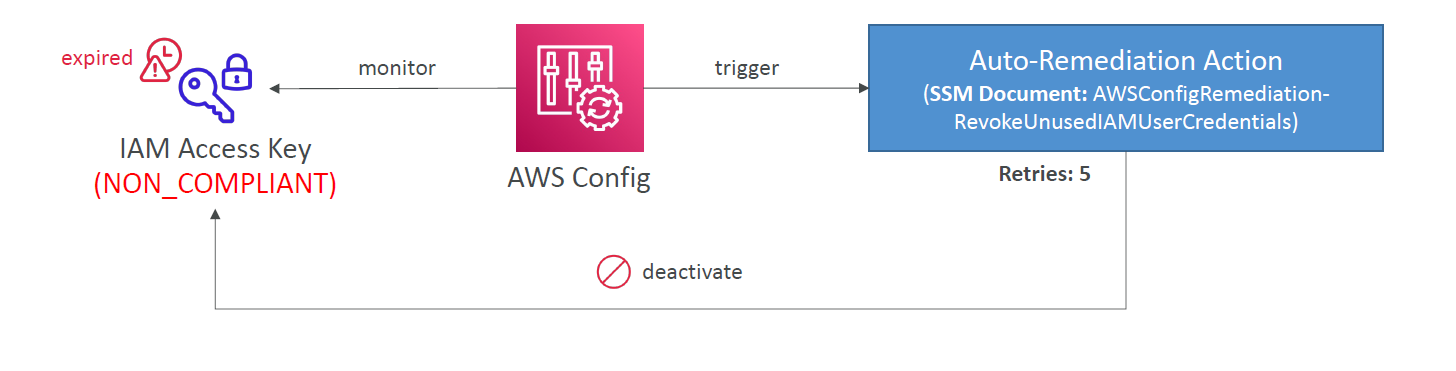 expired
monitor
trigger
Auto-Remediation Action
(SSM Document: AWSConfigRemediation-
RevokeUnusedIAMUserCredentials)
IAM Access Key
(NON_COMPLIANT)
AWS Config
Retries: 5
deactivate